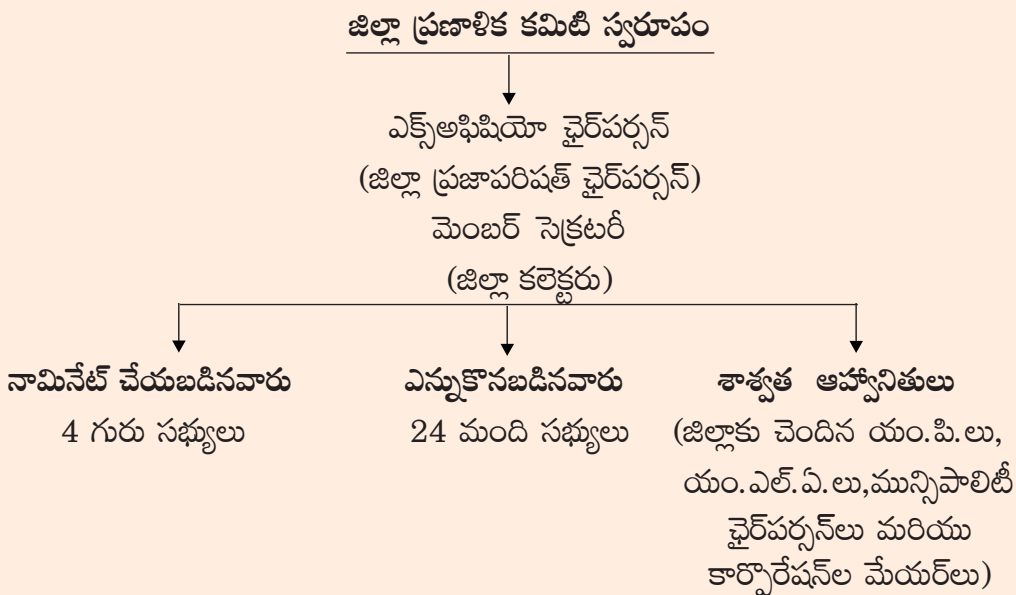 జిల్లా ప్రణాళిక కమిటి స్వరూపం
ఎక్స్అఫిషియో ఛైర్‌పర్సన్
(జిల్లా ప్రజాపరిషత్ ఛైర్‌పర్సన్)
మెంబర్ సెక్రటరీ
(జిల్లా కలెక్టరు)
నామినేట్ చేయబడినవారు
4 గురు సభ్యులు
ఎన్నుకొనబడినవారు
24 మంది సభ్యులు
శాశ్వత ఆహ్వానితులు
(జిల్లాకు చెందిన యం.పి.లు,
యం.ఎల్.ఏ.లు,మున్సిపాలిటీ
ఛైర్‌పర్సన్‌లు మరియు
కార్పొరేషన్‌ల మేయర్‌లు)